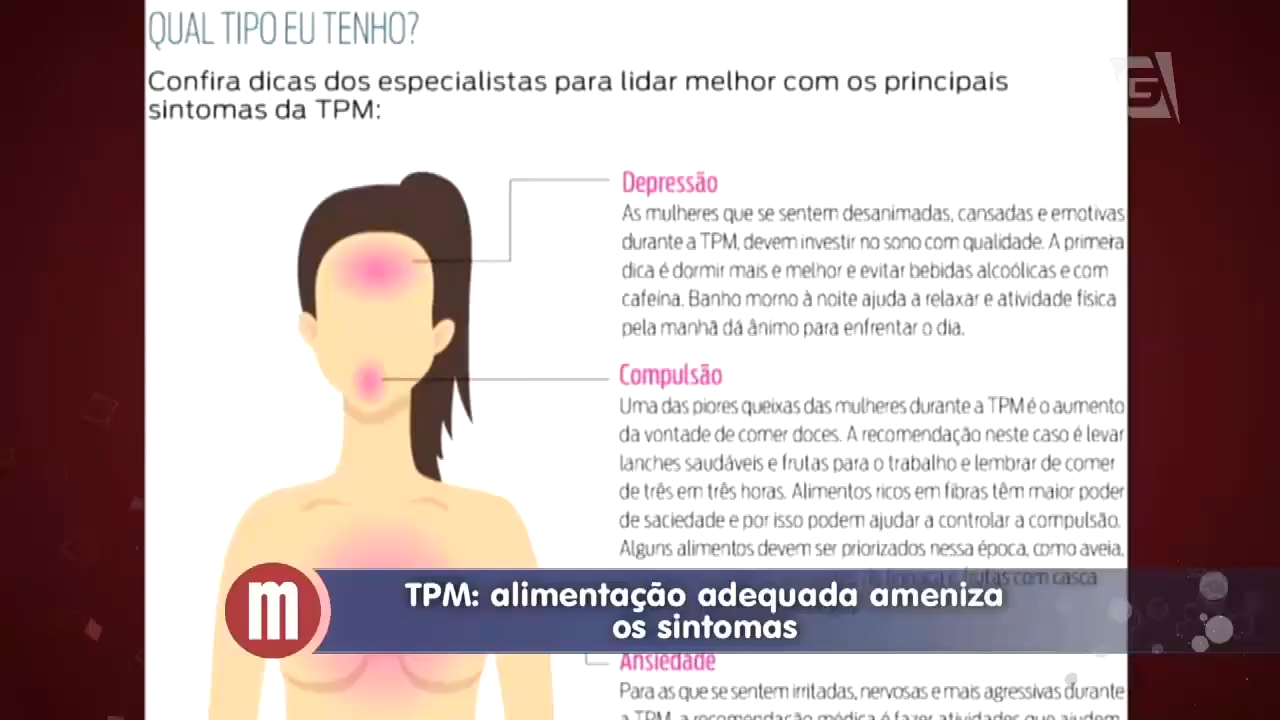 QUAL TIPO EU TENHO?
Confira dicas dos especialistas para lidar melhor com os principais
sintomas da TPM:
G
Depressão
As mulheres que se sentem desanimadas, cansadas e emotivas
durante a TPM, devem investir no sono com qualidade. A primeira
dica é dormir mais e melhor e evitar bebidas alcoólicas e com
cafeína. Banho morno à noite ajuda a relaxar e atividade física
pela manhã dá ânimo para enfrentar o dia.
Compulsão
Uma das piores queixas das mulheres durante a TPM é o aumento
da vontade de comer doces. A recomendação neste caso é levar
lanches saudáveis e frutas para o trabalho e lembrar de comer
de três em três horas. Alimentos ricos em fibras têm maior poder
de saciedade e por isso podem ajudar a controlar a compulsão.
Alguns alimentos devem ser priorizados nessa época, como aveia,
e frutas com casca
m
TPM: alimentação adequada ameniza
os sintomas
Ansiedade
Para as que se sentem irritadas, nervosas e mais agressivas durante
a TPM, a recomendação médica é fazer atividades que ajudem